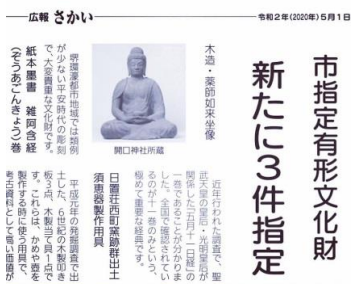 広報 さかい
令和2年(2020年)5月1日
市指定有形文化財
新たに3件指定
木造・薬師如来坐像
開口神社所蔵
堺環濠都市地域では類例
が少ない平安時代の彫刻
で、大変貴重な文化財です。
紙本墨書 雑阿含経
(ぞうあごんきょう)巻
近年行われた調査で、聖
武天皇の皇后・光明皇后が
関係した「五月十一日経」の
一巻であることが分かりま
した。全国で確認されてい
るのが十一巻のみという、
極めて重要な経典です。
日置荘西町窯跡群出土
須恵器製作用具
平成元年の発掘調査で出
土した、6世紀の木製叩き
板3点、木製当て具1点で
す。これらは、かめや壺を
製作する時に使う用具で、
考古資料として高い価値が